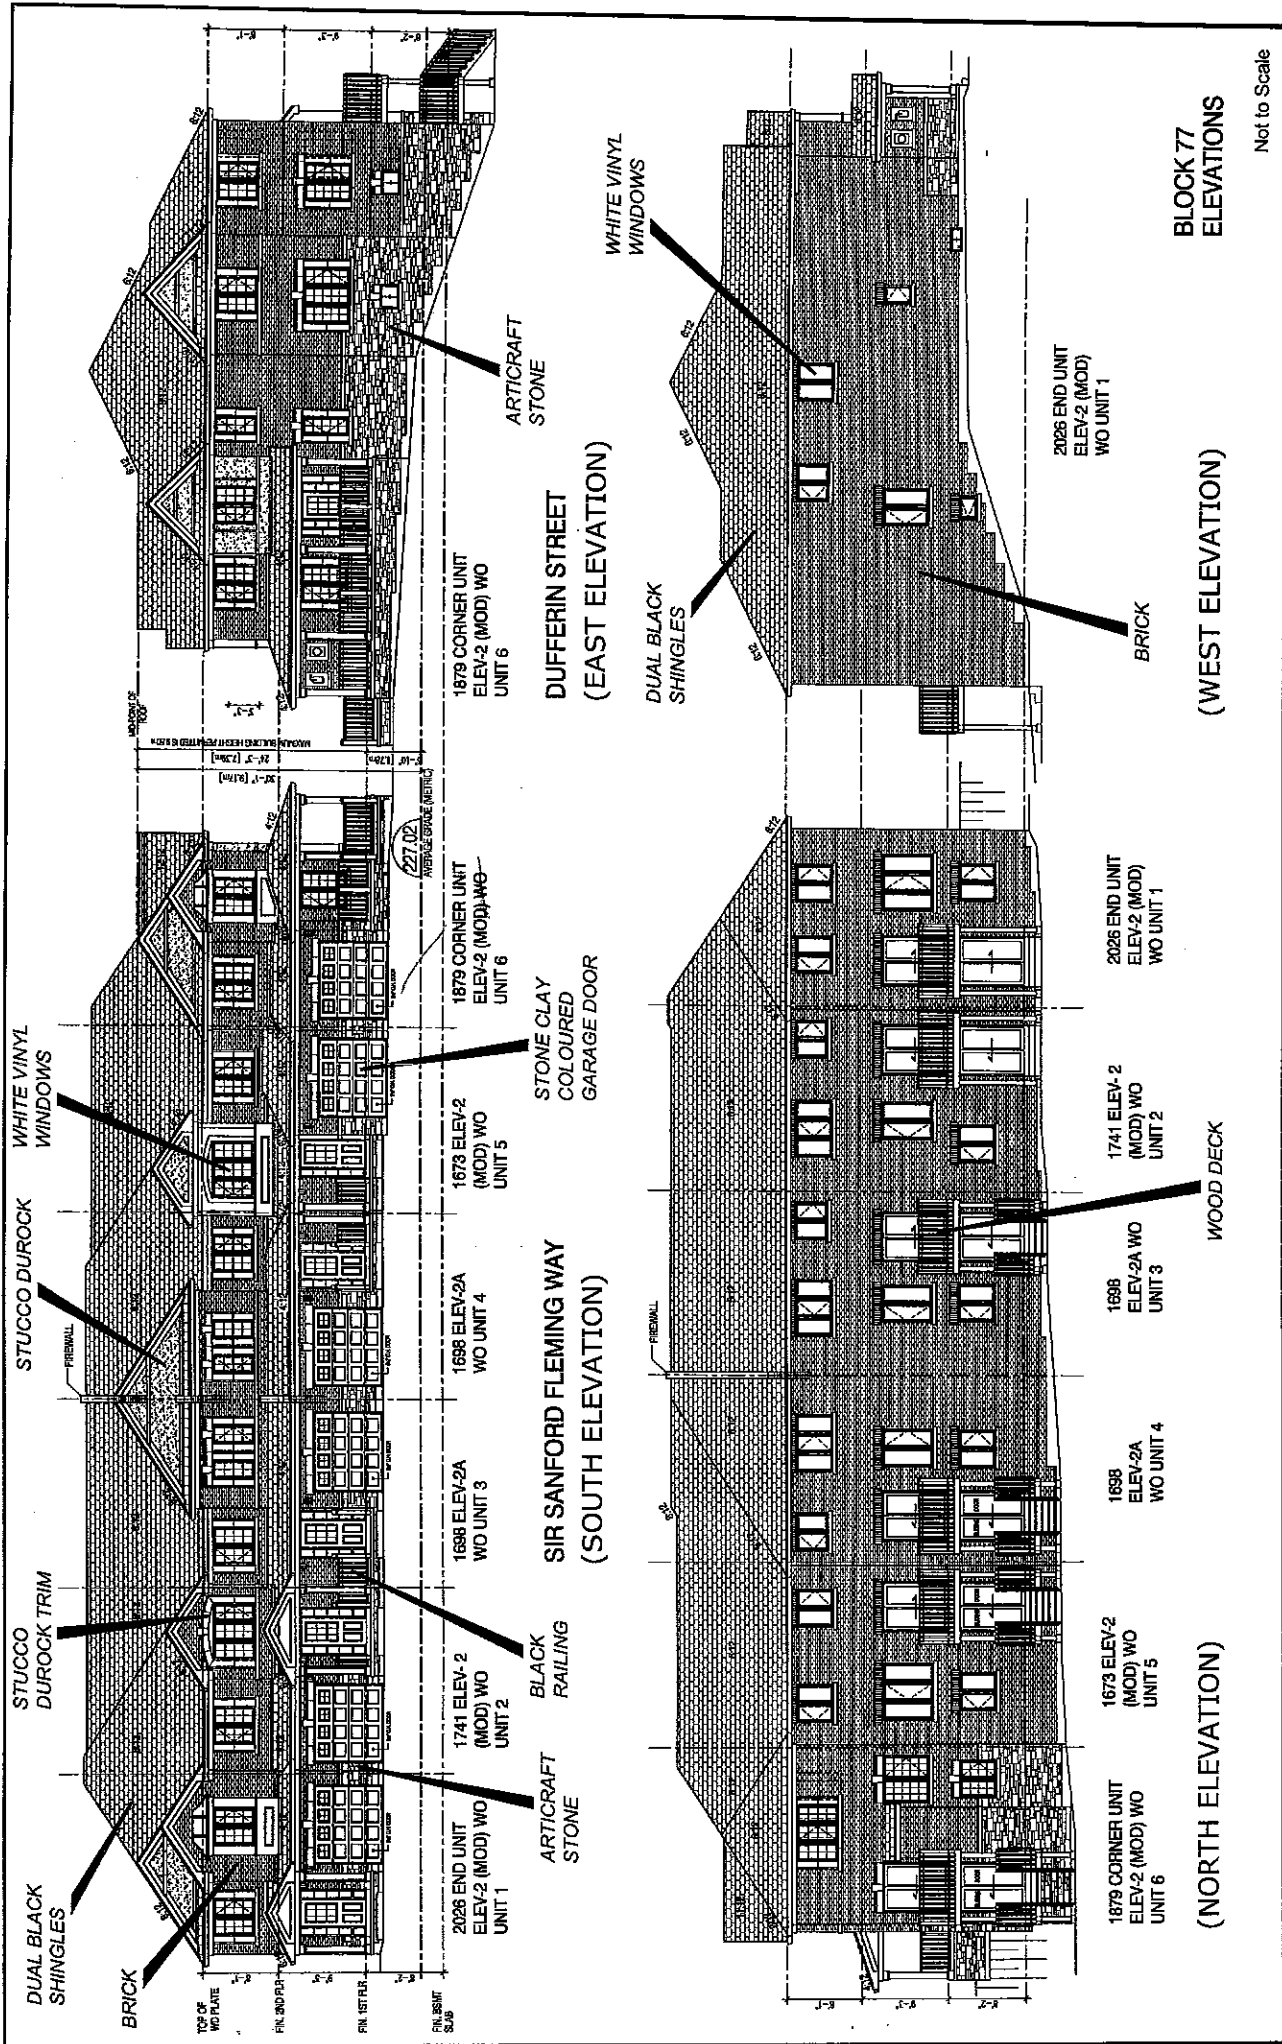 DUAL BLACK
SHINGLES
STUCCO
DUROCK TRIM
STUCCO DUROCK
WHITE VINYL
WINDOWS
BRICK
FIREWALL
TOP OF
WD PLATE
FIN. 2ND FLR
FIN. 1ST FLR
FIN. BSMT
SLAB
MID-POINT OF
ROOF
MAXIMUM BUILDING HEIGHT PERMITTED IS
227.02
AVERAGE GRADE (METRIC)
2026 END UNIT
ELEV-2 (MOD) WO
UNIT 1
1741 ELEV- 2
(MOD) WO
UNIT 2
1698 ELEV-2A
WO UNIT 3
1698 ELEV-2A
WO UNIT 4
1673 ELEV-2
(MOD) WO
UNIT 5
1879 CORNER UNIT
ELEV-2 (MOD) WO
UNIT 6
ARTICRAFT
STONE
BLACK
RAILING
STONE CLAY
COLOURED
GARAGE DOOR
SIR SANFORD FLEMING WAY
(SOUTH ELEVATION)
1879 CORNER UNIT
ELEV-2 (MOD) WO
UNIT 6
ARTICRAFT
STONE
DUFFERIN STREET
(EAST ELEVATION)
FIREWALL
1879 CORNER UNIT
ELEV-2 (MOD) WO
UNIT 6
1673 ELEV-2
(MOD) WO
UNIT 5
1698
ELEV-2A
WO UNIT 4
1698
ELEV-2A WO
UNIT 3
1741 ELEV- 2
(MOD) WO
UNIT 2
2026 END UNIT
ELEV-2 (MOD)
WO UNIT 1
WOOD DECK
(NORTH ELEVATION)
DUAL BLACK
SHINGLES
WHITE VINYL
WINDOWS
BRICK
2026 END UNIT
ELEV-2 (MOD)
WO UNIT 1
(WEST ELEVATION)
BLOCK 77
ELEVATIONS
Not to Scale